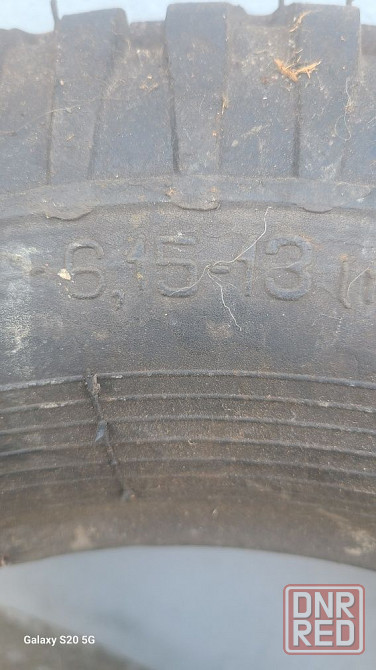 6,15-13
Galaxy S20 5G
DNR
RED